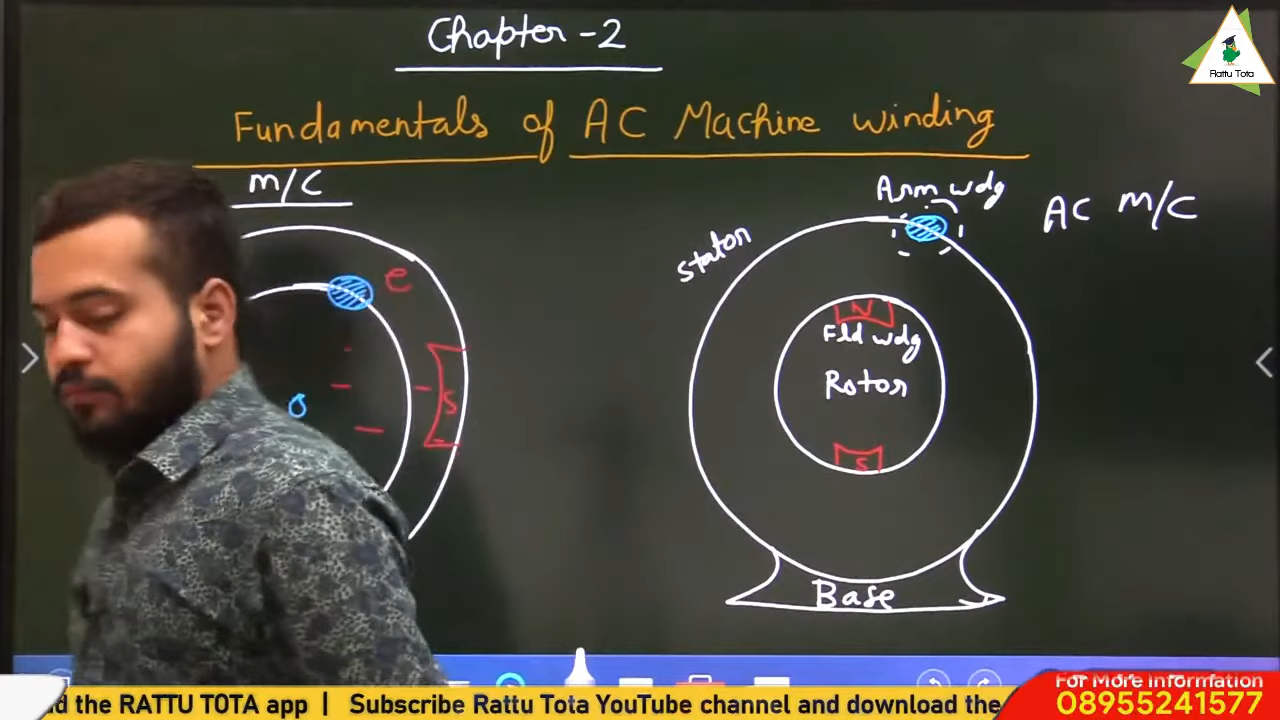 Chapter - 2
Rattu Tota
Fundamentals of AC Machine winding
m/c
Arm wdg
AC M/C
stator
e
N
Fld wdg
Rotor
S
S
Base
For More Information
d the RATTU TOTA app | Subscribe Rattu Tota YouTube channel and download the
08955241577